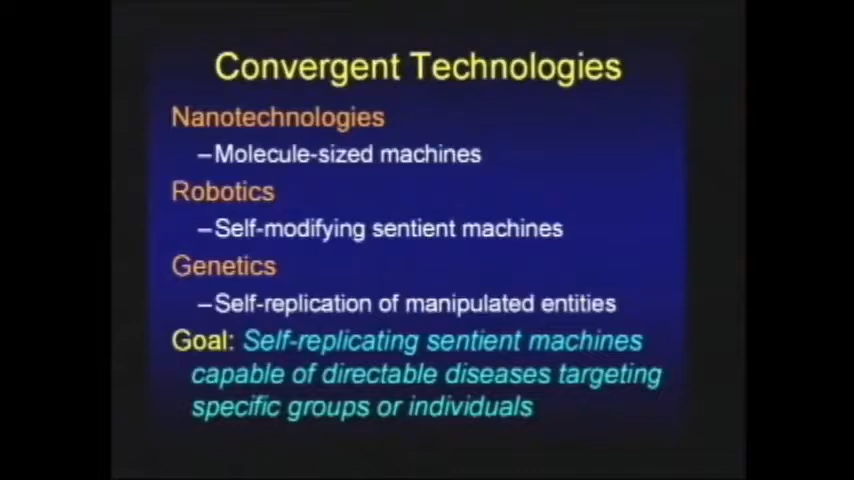 Convergent Technologies
Nanotechnologies
–Molecule-sized machines
Robotics
–Self-modifying sentient machines
Genetics
–Self-replication of manipulated entities
Goal: Self-replicating sentient machines
capable of directable diseases targeting
specific groups or individuals